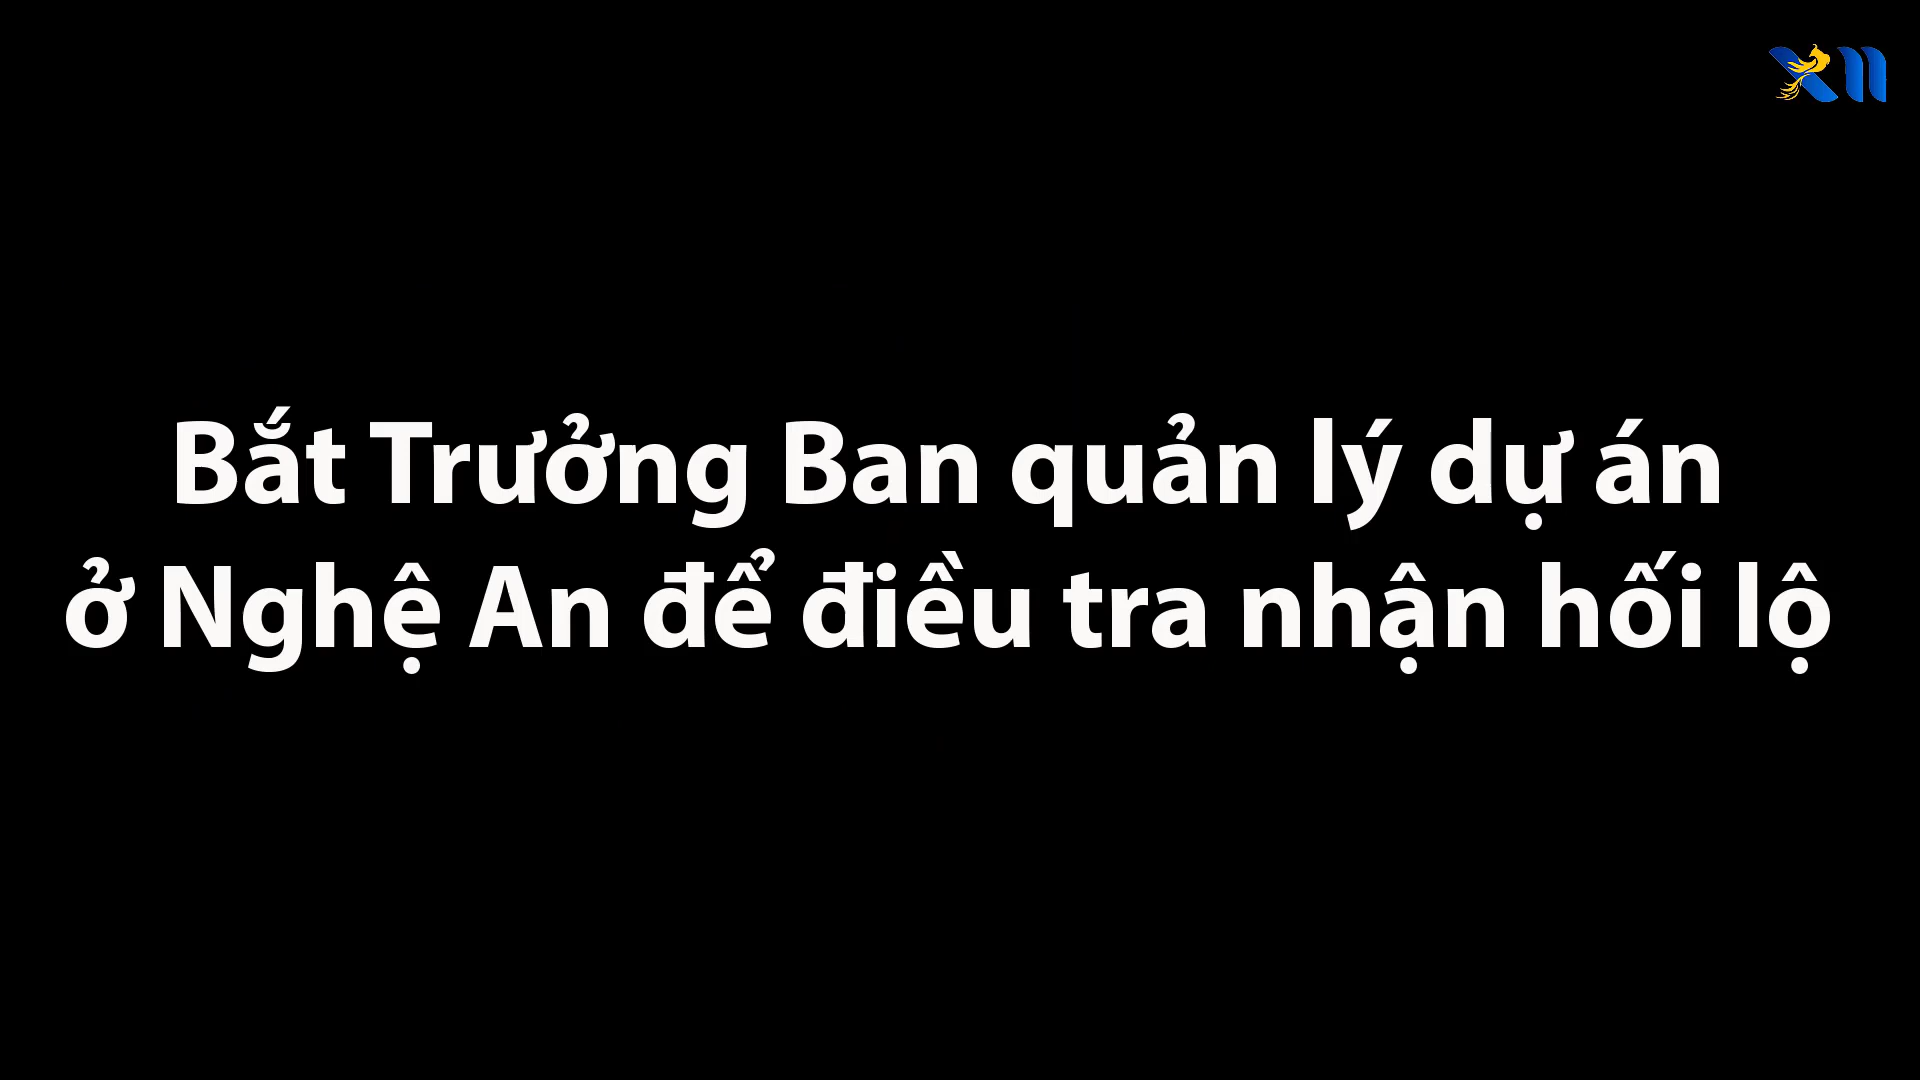 Bắt Trưởng Ban quản lý dự án
ở Nghệ An để điều tra nhận hối lộ